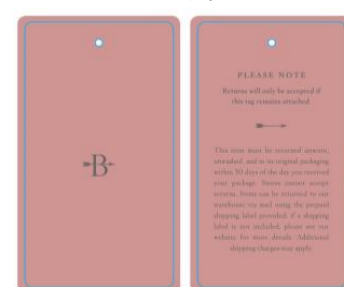 B
PLEASE NOTE
Returns will only be accepted if
this tag remains attached.
This item must be returned unworn,
unwashed, and in its original packaging
within 30 days of the day you received
your package. Stores cannot accept
returns. Items can be returned to our
warehouse via mail using the prepaid
shipping label provided. If a shipping
label is not included, please see our
website for more details. Additional
shipping charges may apply.